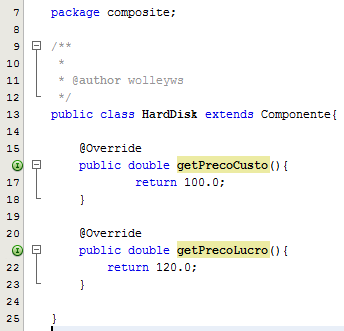 7 package composite;
8
9 /**
10 *
11 * @author wolleyws
12 */
13 public class HardDisk extends Componente{
14
15 @Override
public double getPrecoCusto(){
17 return 100.0;
18 }
19
20 @Override
public double getPrecoLucro(){
22 return 120.0;
23 }
24
25 }